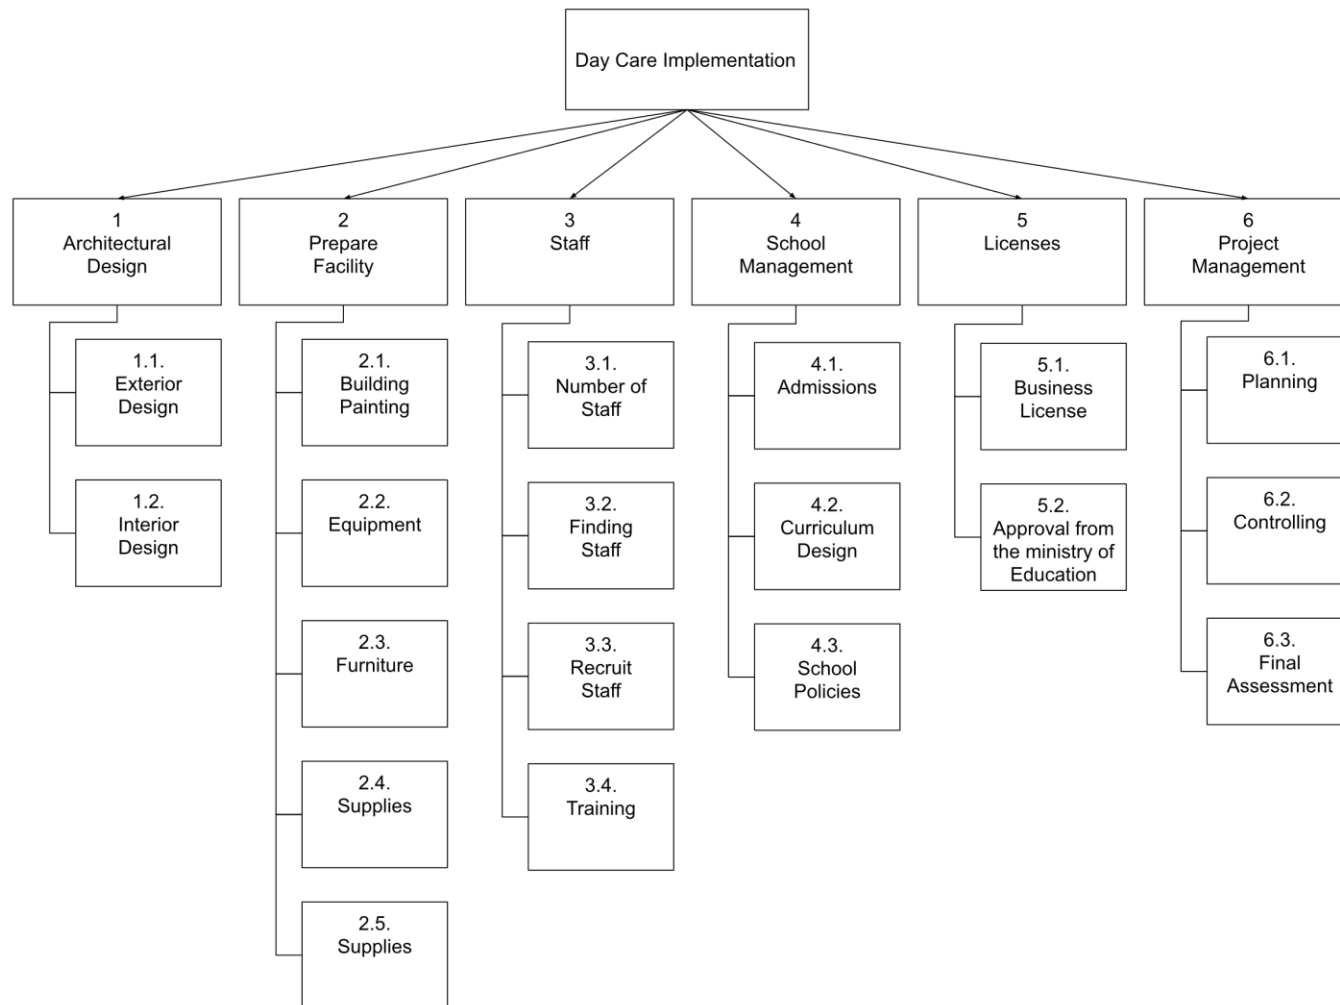 Day Care Implementation
1
Architectural
Design
2
Prepare
Facility
3
Staff
4
School
Management
5
Licenses
6
Project
Management
1.1.
Exterior
Design
1.2.
Interior
Design
2.1.
Building
Painting
2.2.
Equipment
2.3.
Furniture
2.4.
Supplies
2.5.
Supplies
3.1.
Number of
Staff
3.2.
Finding
Staff
3.3.
Recruit
Staff
3.4.
Training
4.1.
Admissions
4.2.
Curriculum
Design
4.3.
School
Policies
5.1.
Business
License
5.2.
Approval from
the ministry of
Education
6.1.
Planning
6.2.
Controlling
6.3.
Final
Assessment